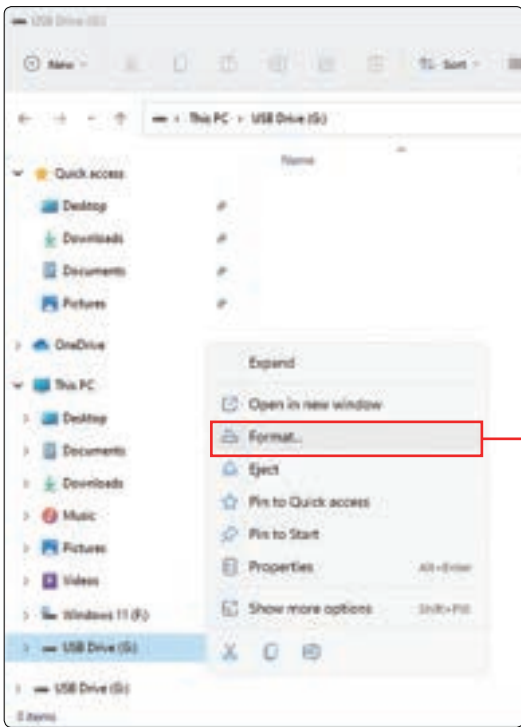 USB Drive (G:)
New Sort
This PC > USB Drive (G:)
Name
Quick access
Desktop
Downloads
Documents
Pictures
OneDrive
This PC
Desktop
Documents
Downloads
Music
Pictures
Videos
Windows 11 (F:)
USB Drive (G:)
USB Drive (G:)
0 items
Expand
Open in new window
Format...
Eject
Pin to Quick access
Pin to Start
Properties Alt+Enter
Show more options Shift+F10